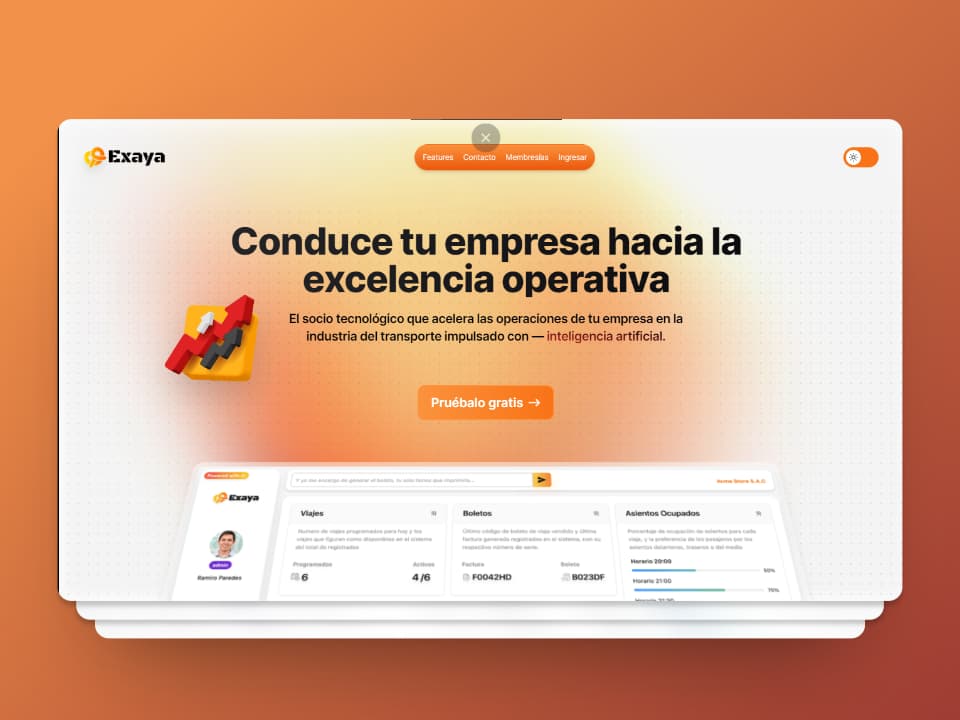 Exaya
Features Contacto Membresías Ingresar
Conduce tu empresa hacia la
excelencia operativa
El socio tecnológico que acelera las operaciones de tu empresa en la
industria del transporte impulsado con — inteligencia artificial.
Pruébalo gratis →
Powered with AI
Exaya
Y yo me encargo de generar el boleto, tu solo tienes que imprimirlo...
Home Store S.A.C
Viajes
Numero de viajes programados para hoy y los
viajes que figuran como disponibles en el sistema
del total de registrados
Programados Activos
6 4 /6
Boletos
Último código de boleto de viaje vendido y última
factura generada registrados en el sistema, con su
respectivo número de serie.
Factura Boleta
F0042HD B023DF
Asientos Ocupados
Porcentaje de ocupación de asientos para cada
viaje, y la preferencia de los pasajeros por los
asientos delanteros, traseros o del medio
Horario 20:00
50%
Horario 21:00
70%
admin
Ramiro Paredes